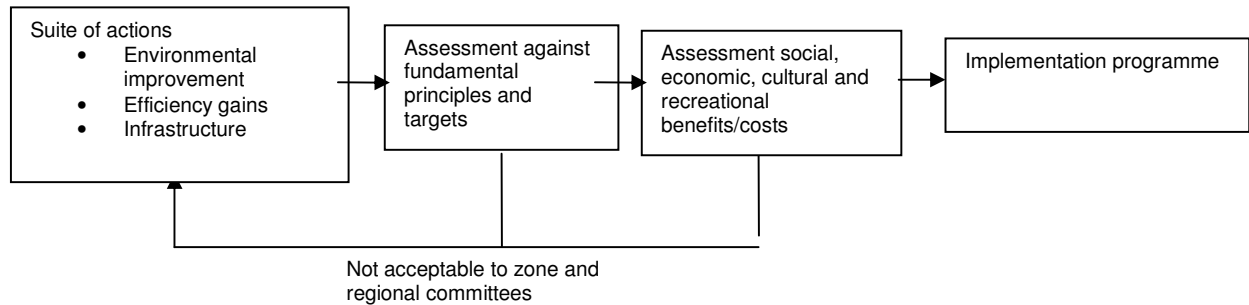 Suite of actions
• Environmental
improvement
• Efficiency gains
• Infrastructure
Assessment against
fundamental
principles and
targets
Assessment social,
economic, cultural and
recreational
benefits/costs
Implementation programme
Not acceptable to zone and
regional committees